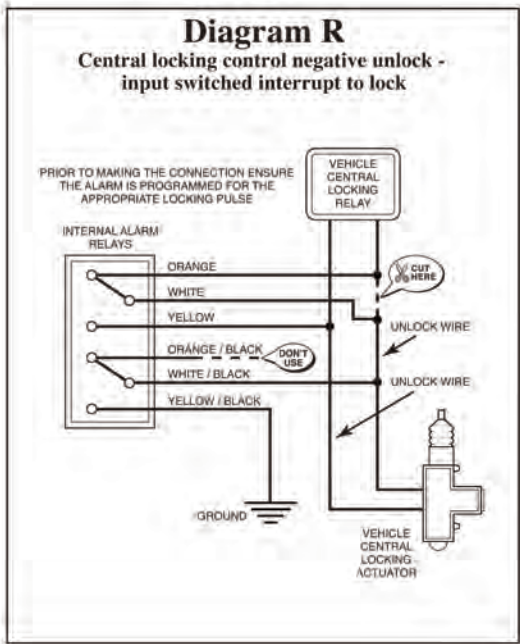 Diagram R
Central locking control negative unlock -
input switched interrupt to lock
PRIOR TO MAKING THE CONNECTION ENSURE
THE ALARM IS PROGRAMMED FOR THE
APPROPRIATE LOCKING PULSE
VEHICLE
CENTRAL
LOCKING
RELAY
INTERNAL ALARM
RELAYS
ORANGE
CUT
HERE
WHITE
YELLOW
UNLOCK WIRE
ORANGE / BLACK
DON'T
USE
WHITE / BLACK
UNLOCK WIRE
YELLOW / BLACK
GROUND
VEHICLE
CENTRAL
LOCKING
ACTUATOR